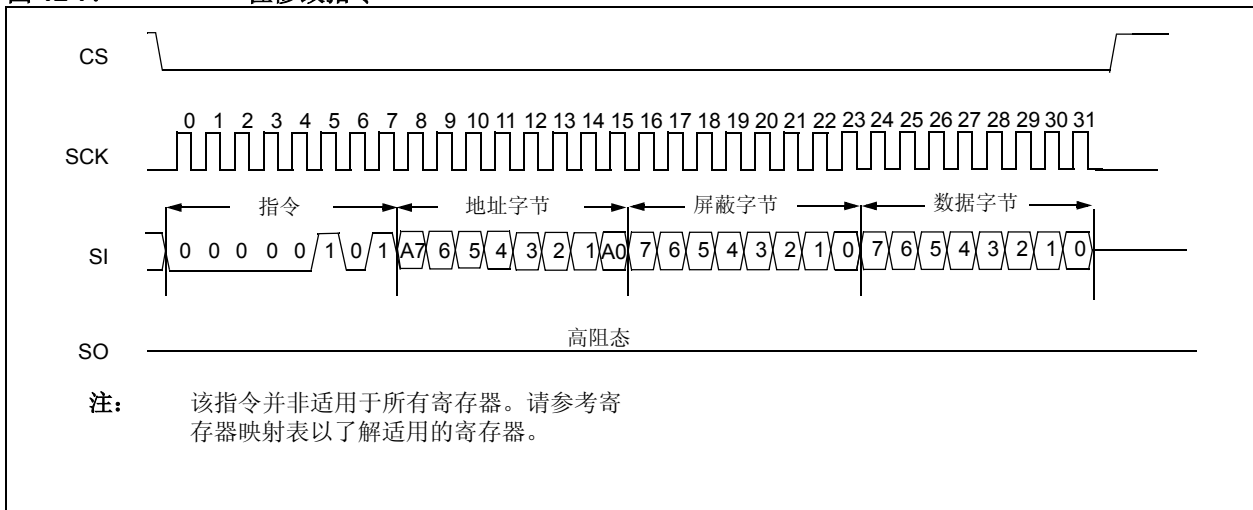 CS
0 1 2 3 4 5 6 7 8 9 10 11 12 13 14 15 16 17 18 19 20 21 22 23 24 25 26 27 28 29 30 31
SCK
指令 地址字节 屏蔽字节 数据字节
SI 0 0 0 0 0 1 0 1 A7 6 5 4 3 2 1 A0 7 6 5 4 3 2 1 0 7 6 5 4 3 2 1 0
高阻态
SO
注： 该指令并非适用于所有寄存器。请参考寄
存器映射表以了解适用的寄存器。